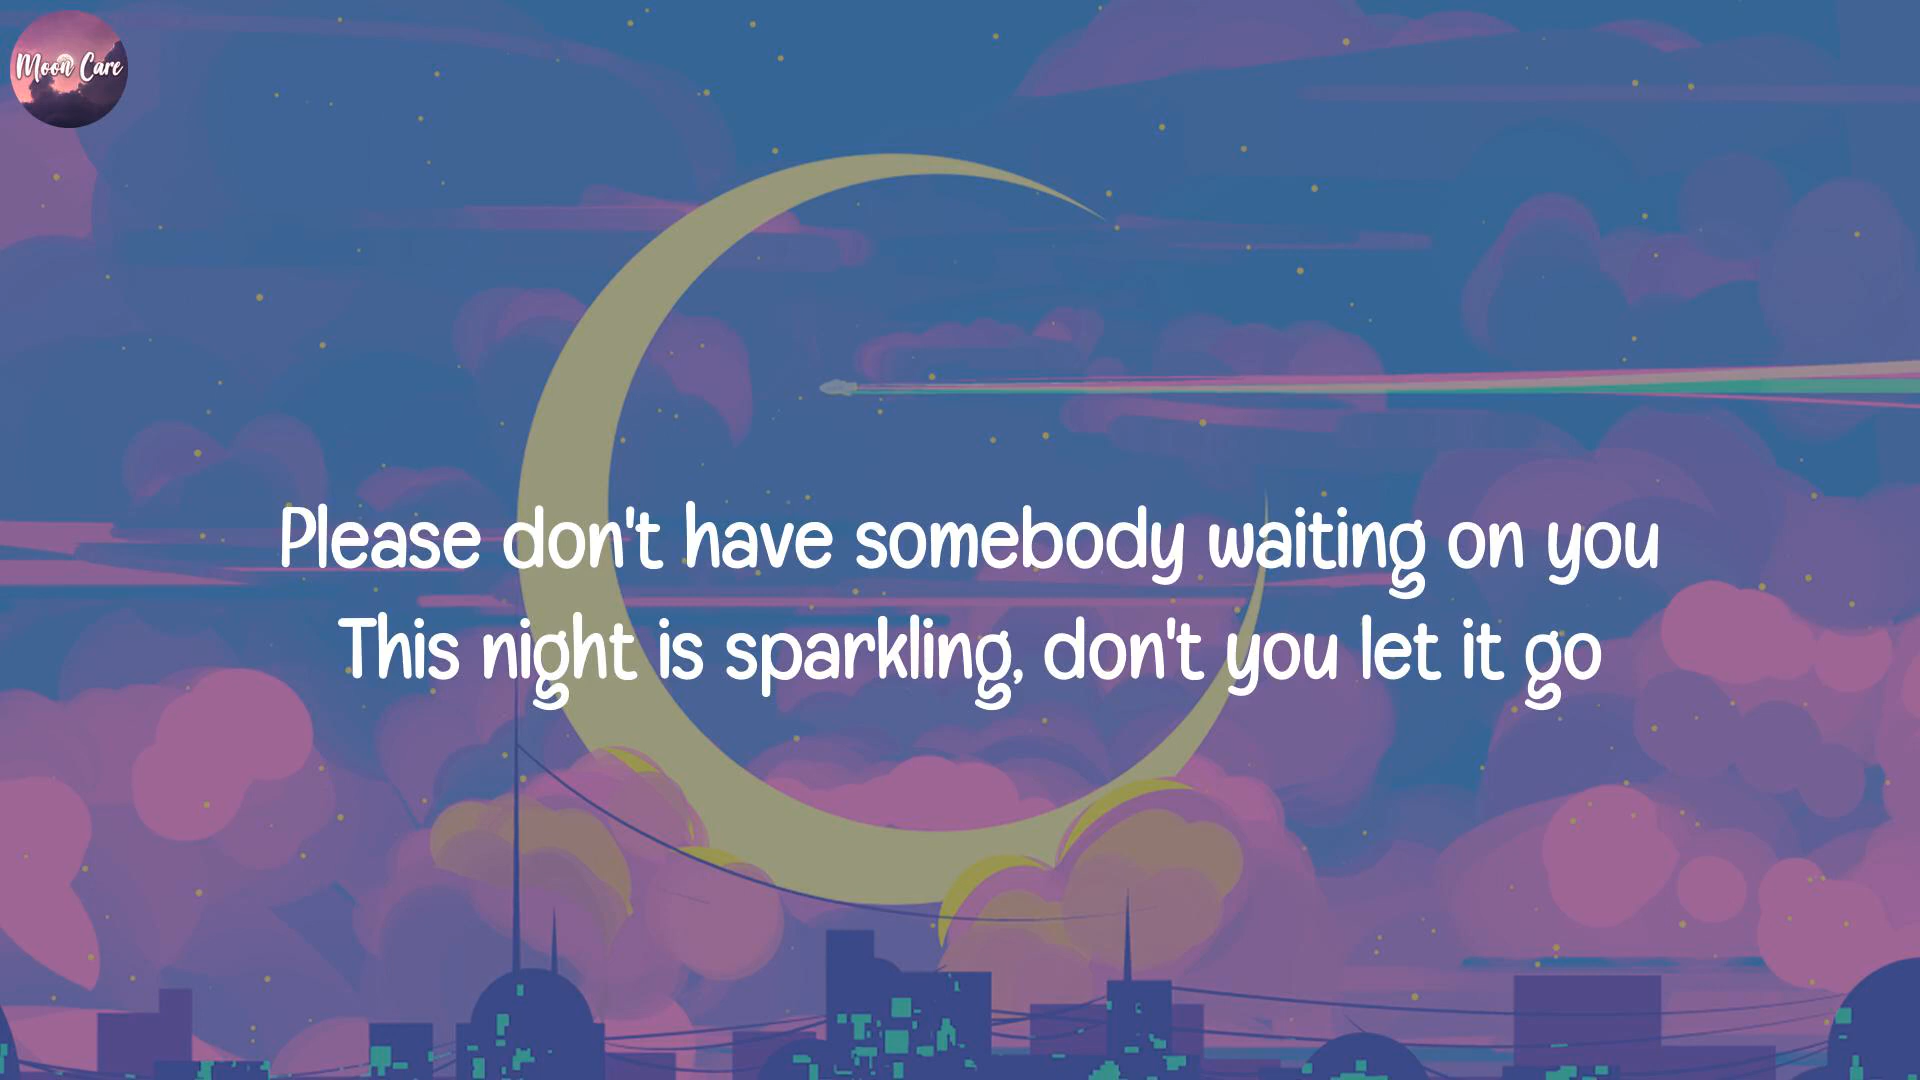 Moon Care
Please don't have somebody waiting on you
This night is sparkling, don't you let it go